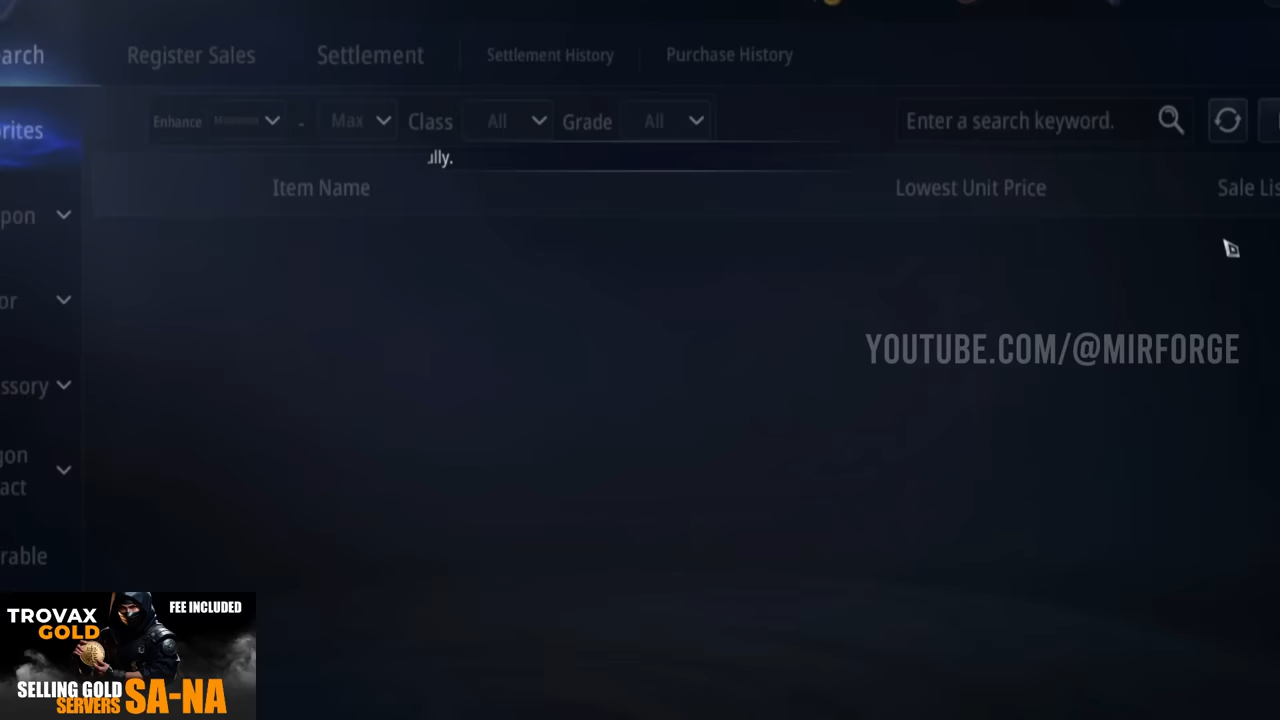 arch Register Sales Settlement Settlement History Purchase History
rites Enhance - Max Class All Grade All Enter a search keyword.
ully.
Item Name Lowest Unit Price Sale Lis
pon
or
YOUTUBE.COM/@MIRFORGE
ssory
gon
act
rable
TROVAX
GOLD
FEE INCLUDED
SELLING GOLD
SERVERS
SA-NA